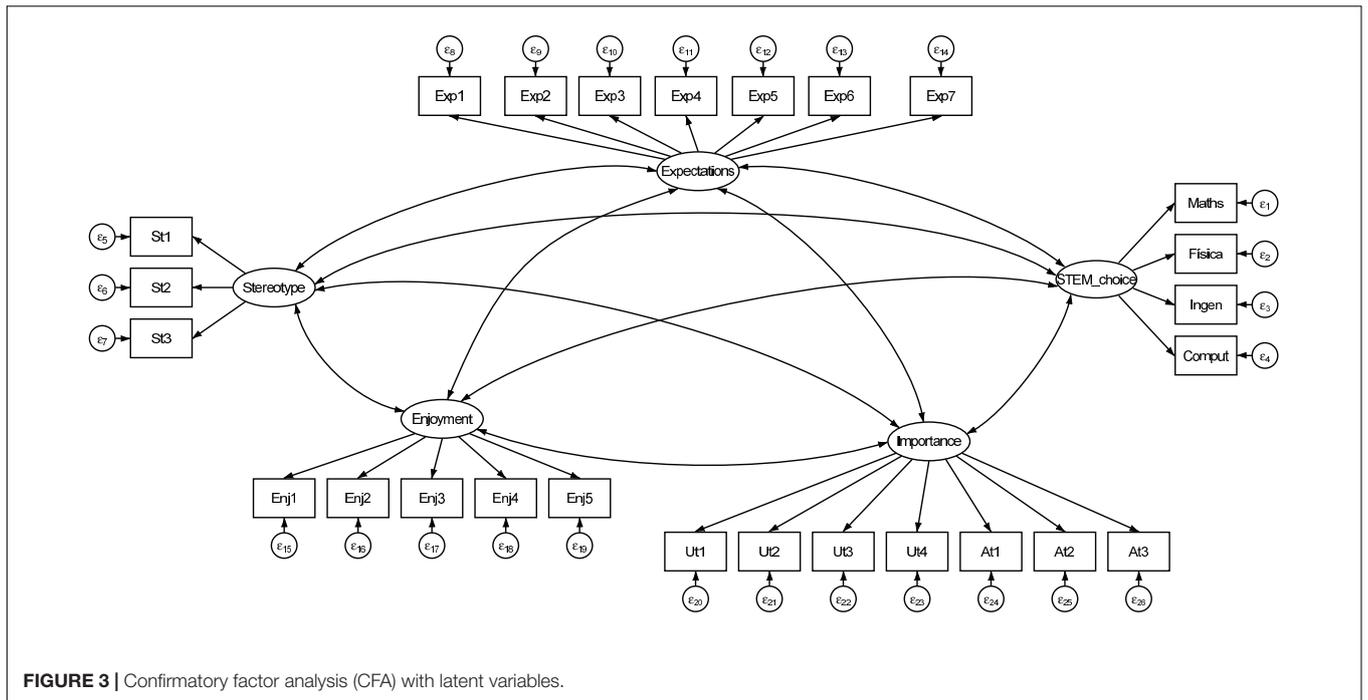 ε8 ε9 ε10 ε11 ε12 ε13 ε14
Exp1 Exp2 Exp3 Exp4 Exp5 Exp6 Exp7
Expectations
Maths ε1
ε5 St1
Física ε2
STEM_choice
ε6 St2 Stereotype
Ingen ε3
ε7 St3
Comput ε4
Enjoyment
Importance
Enj1 Enj2 Enj3 Enj4 Enj5
ε15 ε16 ε17 ε18 ε19
Ut1 Ut2 Ut3 Ut4 At1 At2 At3
ε20 ε21 ε22 ε23 ε24 ε25 ε26
FIGURE 3 | Confirmatory factor analysis (CFA) with latent variables.